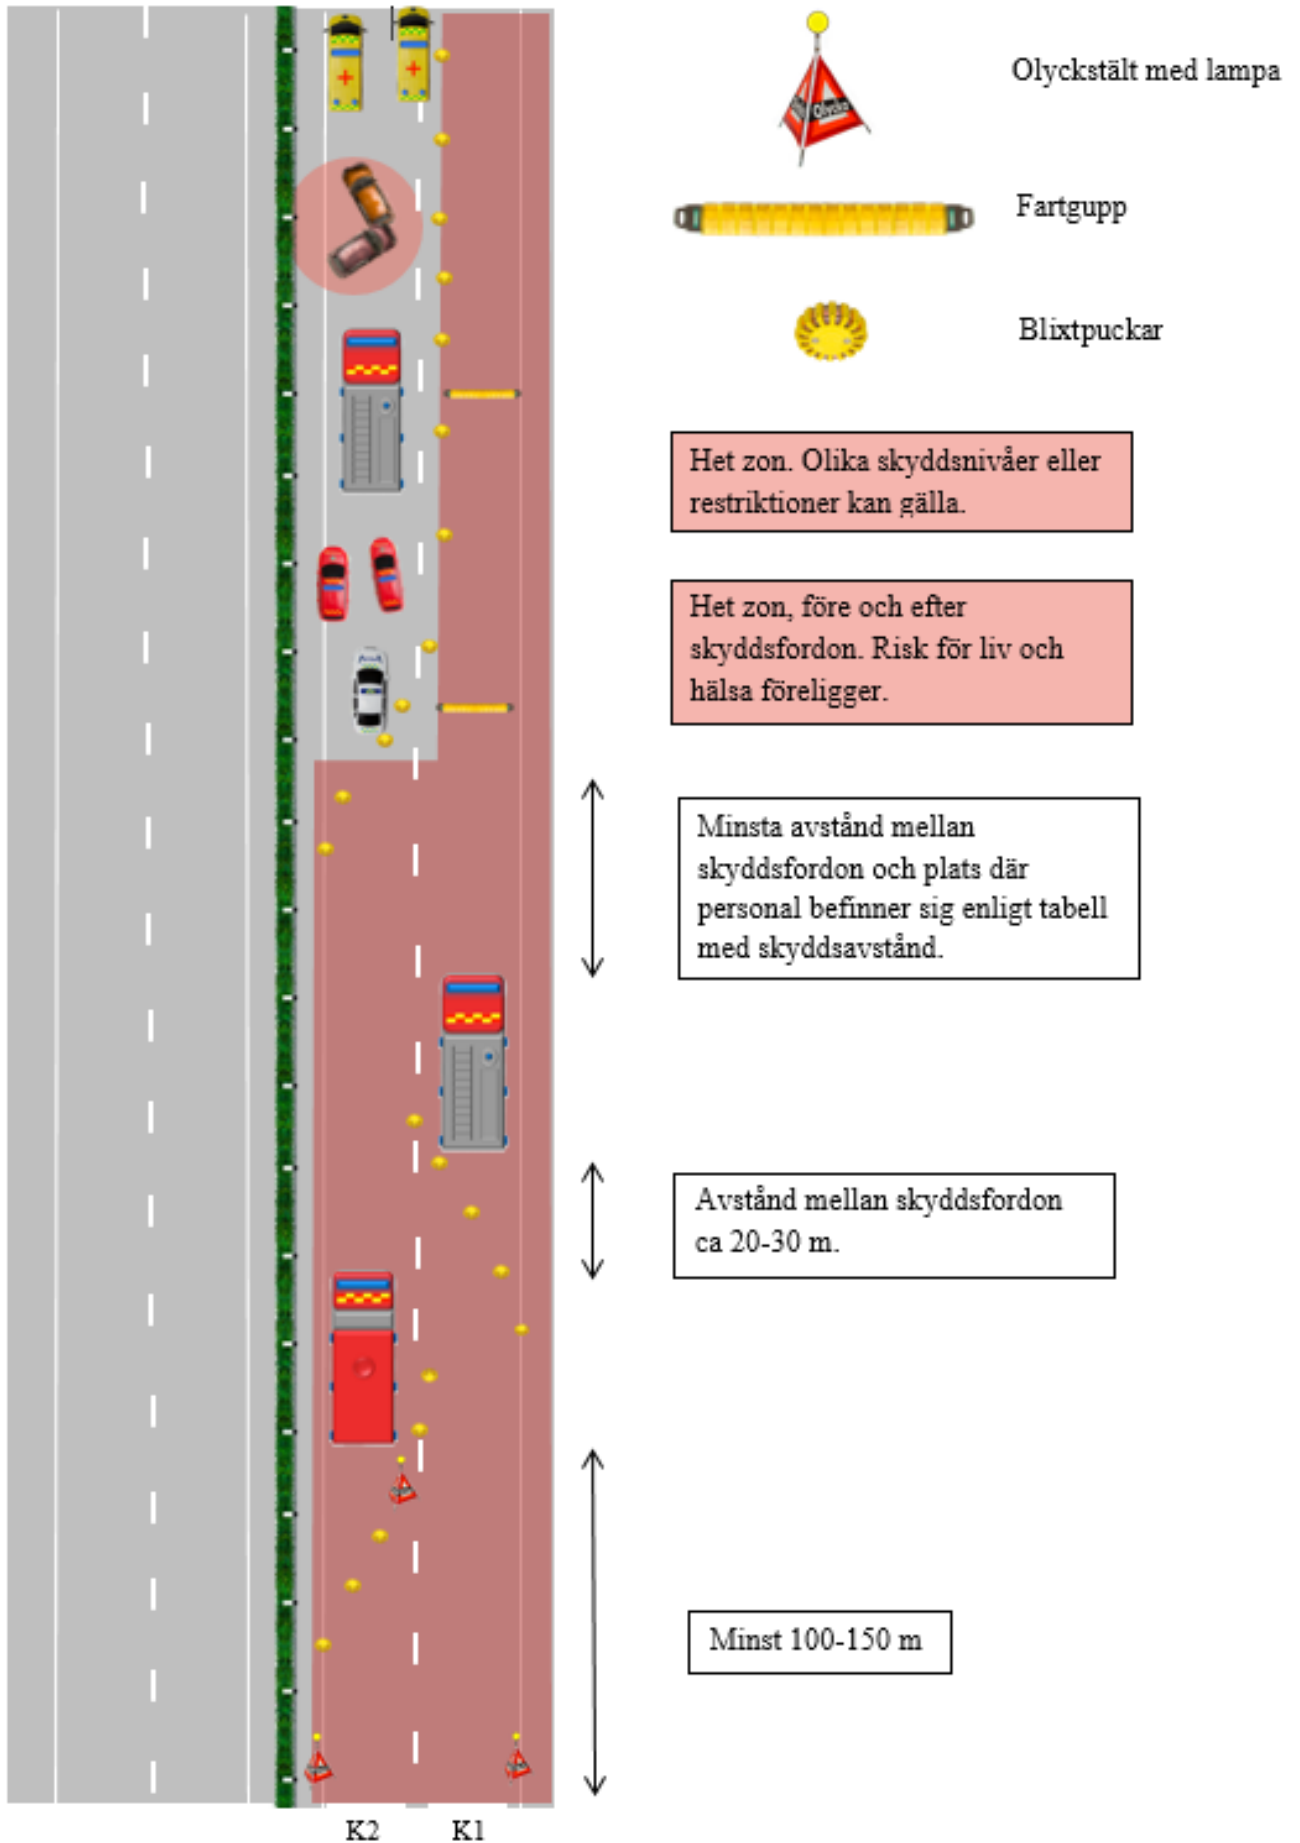 Olyckstält med lampa
Olycka
Fartgupp
Blixtpuckar
Het zon. Olika skyddsnivåer eller
restriktioner kan gälla.
Het zon, före och efter
skyddsfordon. Risk för liv och
hälsa föreligger.
Minsta avstånd mellan
skyddsfordon och plats där
personal befinner sig enligt tabell
med skyddsavstånd.
Avstånd mellan skyddsfordon
ca 20-30 m.
Minst 100-150 m
K2 K1